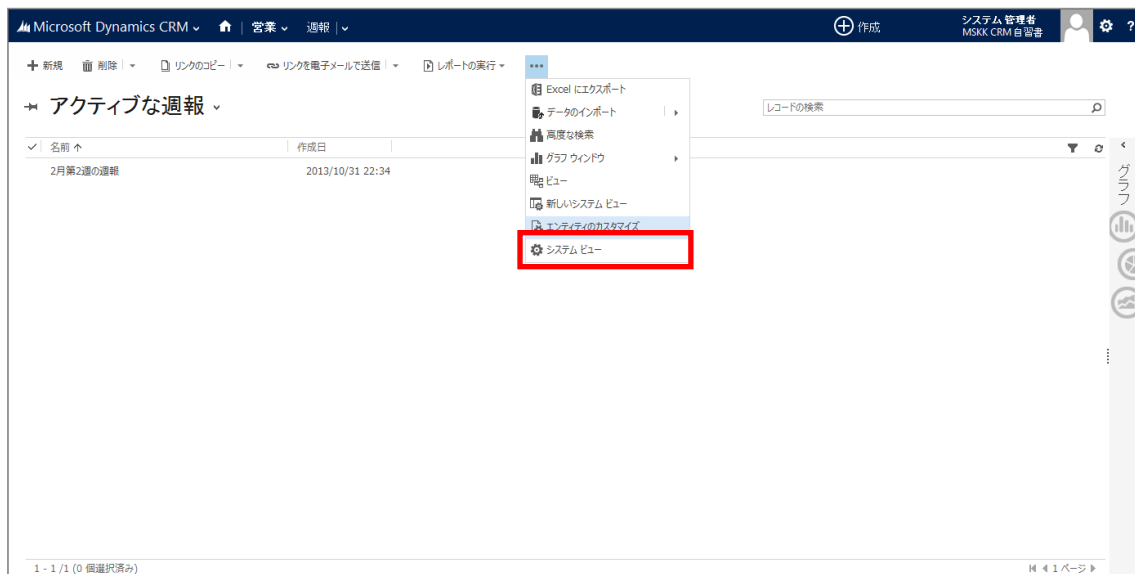 Microsoft Dynamics CRM 営業 週報 作成 システム 管理者
MSKK CRM 自習書 ?
新規 削除 リンクのコピー リンクを電子メールで送信 レポートの実行 •••
Excel にエクスポート
アクティブな週報
データのインポート
レコードの検索
高度な検索
名前 作成日
グラフ ウィンドウ
2月第2週の週報 2013/10/31 22:34
グラフ
ビュー
新しいシステム ビュー
エンティティのカスタマイズ
システム ビュー
1 - 1 /1 (0 個選択済み) 1 ページ